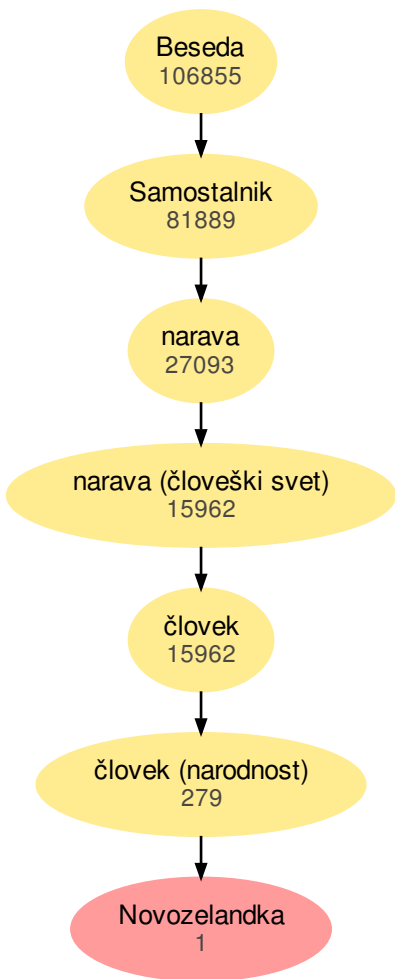 Beseda
106855
Samostalnik
81889
narava
27093
narava (človeški svet)
15962
človek
15962
človek (narodnost)
279
Novozelandka
1